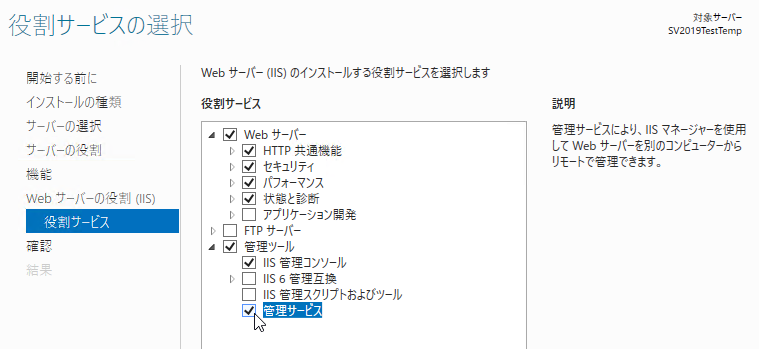 役割サービスの選択
対象サーバー
SV2019TestTemp
開始する前に
インストールの種類
サーバーの選択
サーバーの役割
機能
Web サーバーの役割 (IIS)
役割サービス
確認
結果
Web サーバー (IIS) のインストールする役割サービスを選択します
役割サービス
Web サーバー
HTTP 共通機能
セキュリティ
パフォーマンス
状態と診断
アプリケーション開発
FTP サーバー
管理ツール
IIS 管理コンソール
IIS 6 管理互換
IIS 管理スクリプトおよびツール
管理サービス
説明
管理サービスにより、IIS マネージャーを使用
して Web サーバーを別のコンピューターから
リモートで管理できます。